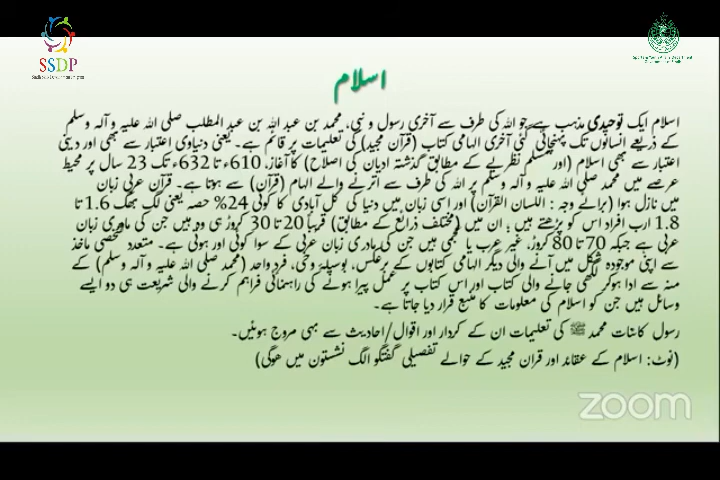 SSDP
اسلام
اسلام ایک توحیدی مذہب ہے جو اللہ کی طرف سے آخری رسول و نبی، محمد بن عبد اللہ بن عبد المطلب صلی اللہ علیہ و آلہ وسلم
کے ذریعے انسانوں تک پہنچائی گئی آخری الہامی کتاب (قرآن مجید) کی تعلیمات پر قائم ہے۔ یعنی دنیاوی اعتبار سے بھی اور دینی
اعتبار سے بھی اسلام (اور مسلم نظریے کے مطابق گذشتہ ادیان کی اصلاح) کا آغاز، 610ء تا 632ء تک 23 سال پر محیط
عرصے میں محمد صلی اللہ علیہ و آلہ وسلم پر اللہ کی طرف سے اترنے والے الہام (قرآن) سے ہوتا ہے۔ قرآن عربی زبان
میں نازل ہوا (برائے وجہ : اللسان القرآن) اور اسی زبان میں دنیا کی کل آبادی کا کوئی 24% حصہ یعنی لگ بھگ 1.6 تا
1.8 ارب افراد اس کو پڑھتے ہیں ؛ ان میں (مختلف ذرائع کے مطابق) قریباً 20 تا 30 کروڑ ہی وہ ہیں جن کی مادری زبان
عربی ہے جبکہ 70 تا 80 کروڑ، غیر عرب یا عجمی ہیں جن کی مادری زبان عربی کے سوا کوئی اور ہوتی ہے۔ متعدد شخصی ماخذ
سے اپنی موجودہ شکل میں آنے والی دیگر الہامی کتابوں کے برعکس، بوسیلۂ وحی، فرد واحد (محمد صلی اللہ علیہ و آلہ وسلم) کے
منہ سے ادا ہوکر لکھی جانے والی کتاب اور اس کتاب پر عمل پیرا ہونے کی راہنمائی فراہم کرنے والی شریعت ہی دو ایسے
وسائل ہیں جن کو اسلام کی معلومات کا منبع قرار دیا جاتا ہے۔
رسول کائنات محمد ﷺ کی تعلیمات ان کے کردار اور اقوال/احادیث سے بھی مروج ہوئیں۔
(نوٹ: اسلام کے عقائد اور قران مجید کے حوالے تفصیلی گفتگو الگ نشستون میں ھوگی)
zoom